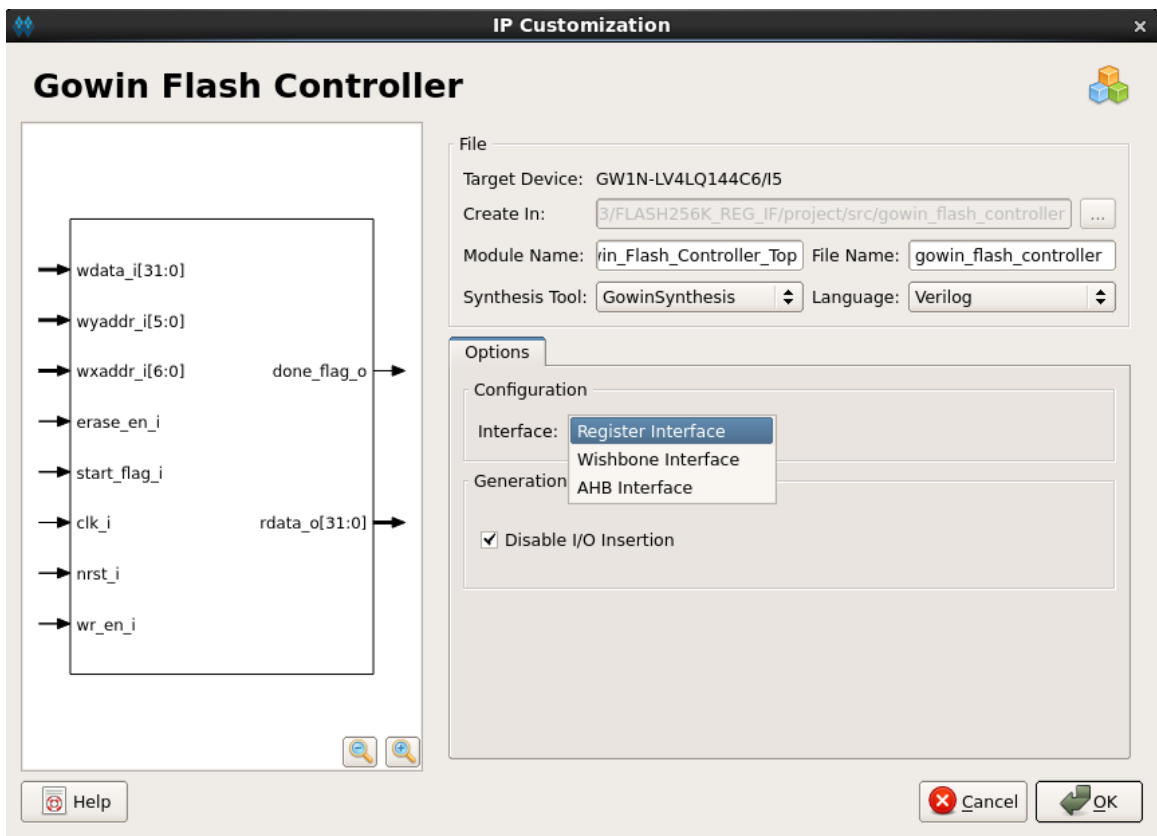 IP Customization
Gowin Flash Controller
wdata_i[31:0]
wyaddr_i[5:0]
wxaddr_i[6:0]
done_flag_o
erase_en_i
start_flag_i
clk_i
rdata_o[31:0]
nrst_i
wr_en_i
File
Target Device: GW1N-LV4LQ144C6/I5
Create In: 3/FLASH256K_REG_IF/project/src/gowin_flash_controller ...
Module Name: vin_Flash_Controller_Top File Name: gowin_flash_controller
Synthesis Tool: GowinSynthesis Language: Verilog
Options
Configuration
Interface: Register Interface
Wishbone Interface
Generation
AHB Interface
Disable I/O Insertion
Help
Cancel
OK